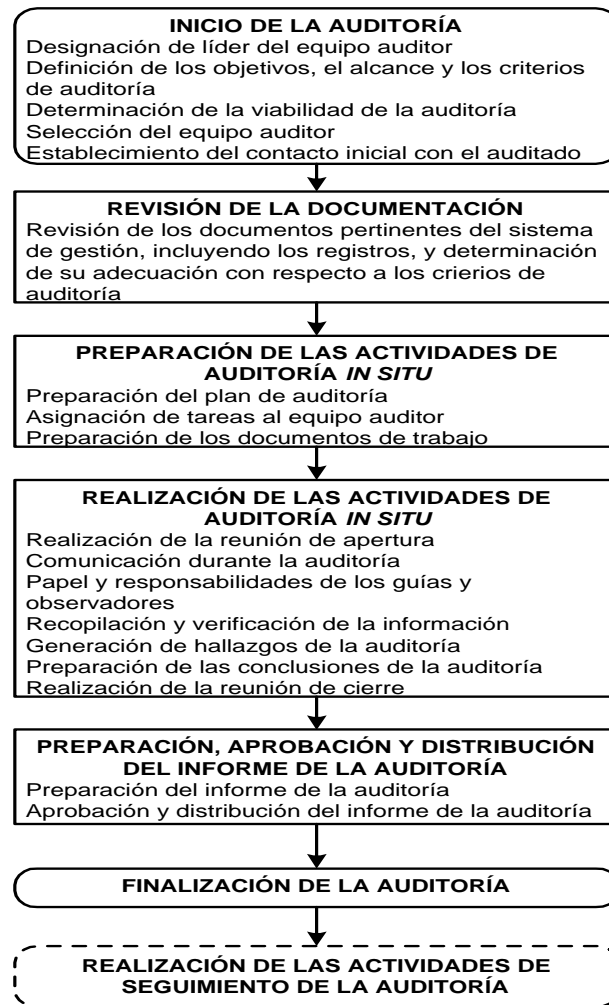 INICIO DE LA AUDITORÍA
Designación de líder del equipo auditor
Definición de los objetivos, el alcance y los criterios
de auditoría
Determinación de la viabilidad de la auditoría
Selección del equipo auditor
Establecimiento del contacto inicial con el auditado
REVISIÓN DE LA DOCUMENTACIÓN
Revisión de los documentos pertinentes del sistema
de gestión, incluyendo los registros, y determinación
de su adecuación con respecto a los crierios de
auditoría
PREPARACIÓN DE LAS ACTIVIDADES DE
AUDITORÍA IN SITU
Preparación del plan de auditoría
Asignación de tareas al equipo auditor
Preparación de los documentos de trabajo
REALIZACIÓN DE LAS ACTIVIDADES DE
AUDITORÍA IN SITU
Realización de la reunión de apertura
Comunicación durante la auditoría
Papel y responsabilidades de los guías y
observadores
Recopilación y verificación de la información
Generación de hallazgos de la auditoría
Preparación de las conclusiones de la auditoría
Realización de la reunión de cierre
PREPARACIÓN, APROBACIÓN Y DISTRIBUCIÓN
DEL INFORME DE LA AUDITORÍA
Preparación del informe de la auditoría
Aprobación y distribución del informe de la auditoría
FINALIZACIÓN DE LA AUDITORÍA
REALIZACIÓN DE LAS ACTIVIDADES DE
SEGUIMIENTO DE LA AUDITORÍA